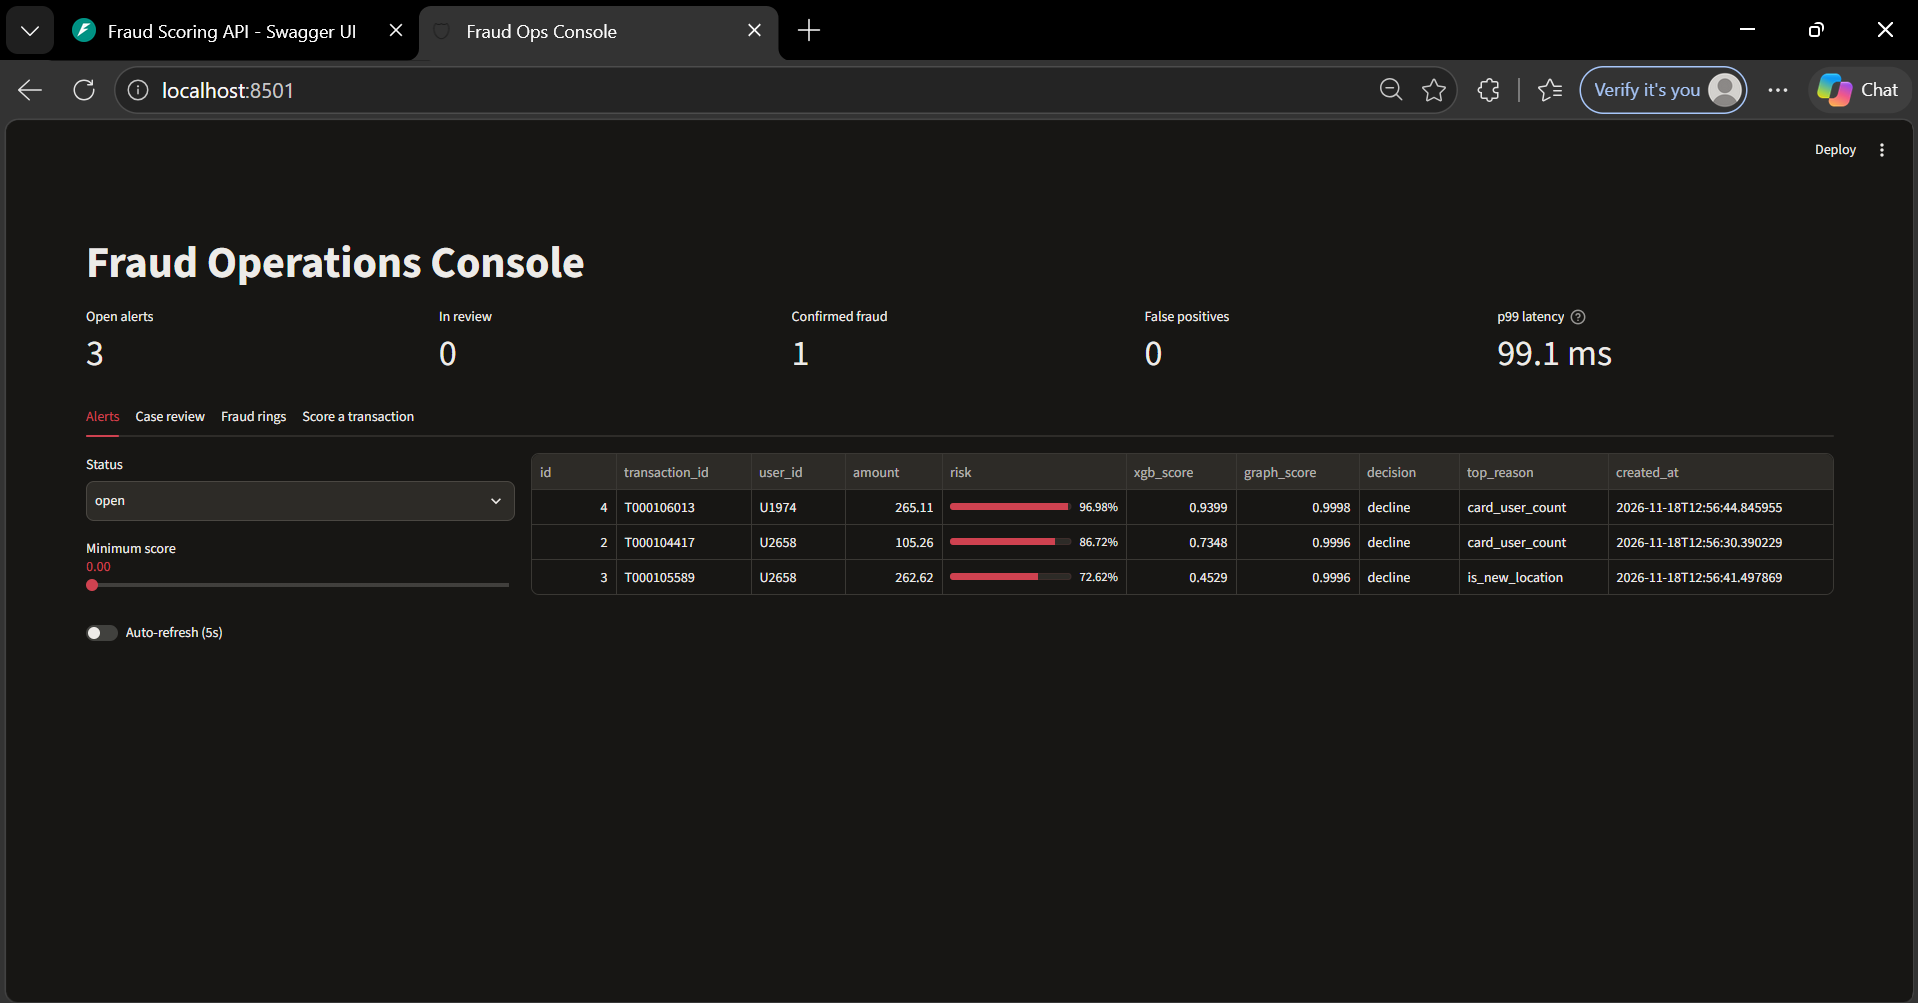 Fraud Scoring API - Swagger UI
Fraud Ops Console
localhost:8501
Verify it's you
Chat
Deploy
Fraud Operations Console
Open alerts In review Confirmed fraud False positives p99 latency ?
3 0 1 0 99.1 ms
Alerts Case review Fraud rings Score a transaction
Status
open
Minimum score
0.00
Auto-refresh (5s)
id transaction_id user_id amount risk xgb_score graph_score decision top_reason created_at
4 T000106013 U1974 265.11 96.98% 0.9399 0.9998 decline card_user_count 2026-11-18T12:56:44.845955
2 T000104417 U2658 105.26 86.72% 0.7348 0.9996 decline card_user_count 2026-11-18T12:56:30.390229
3 T000105589 U2658 262.62 72.62% 0.4529 0.9996 decline is_new_location 2026-11-18T12:56:41.497869